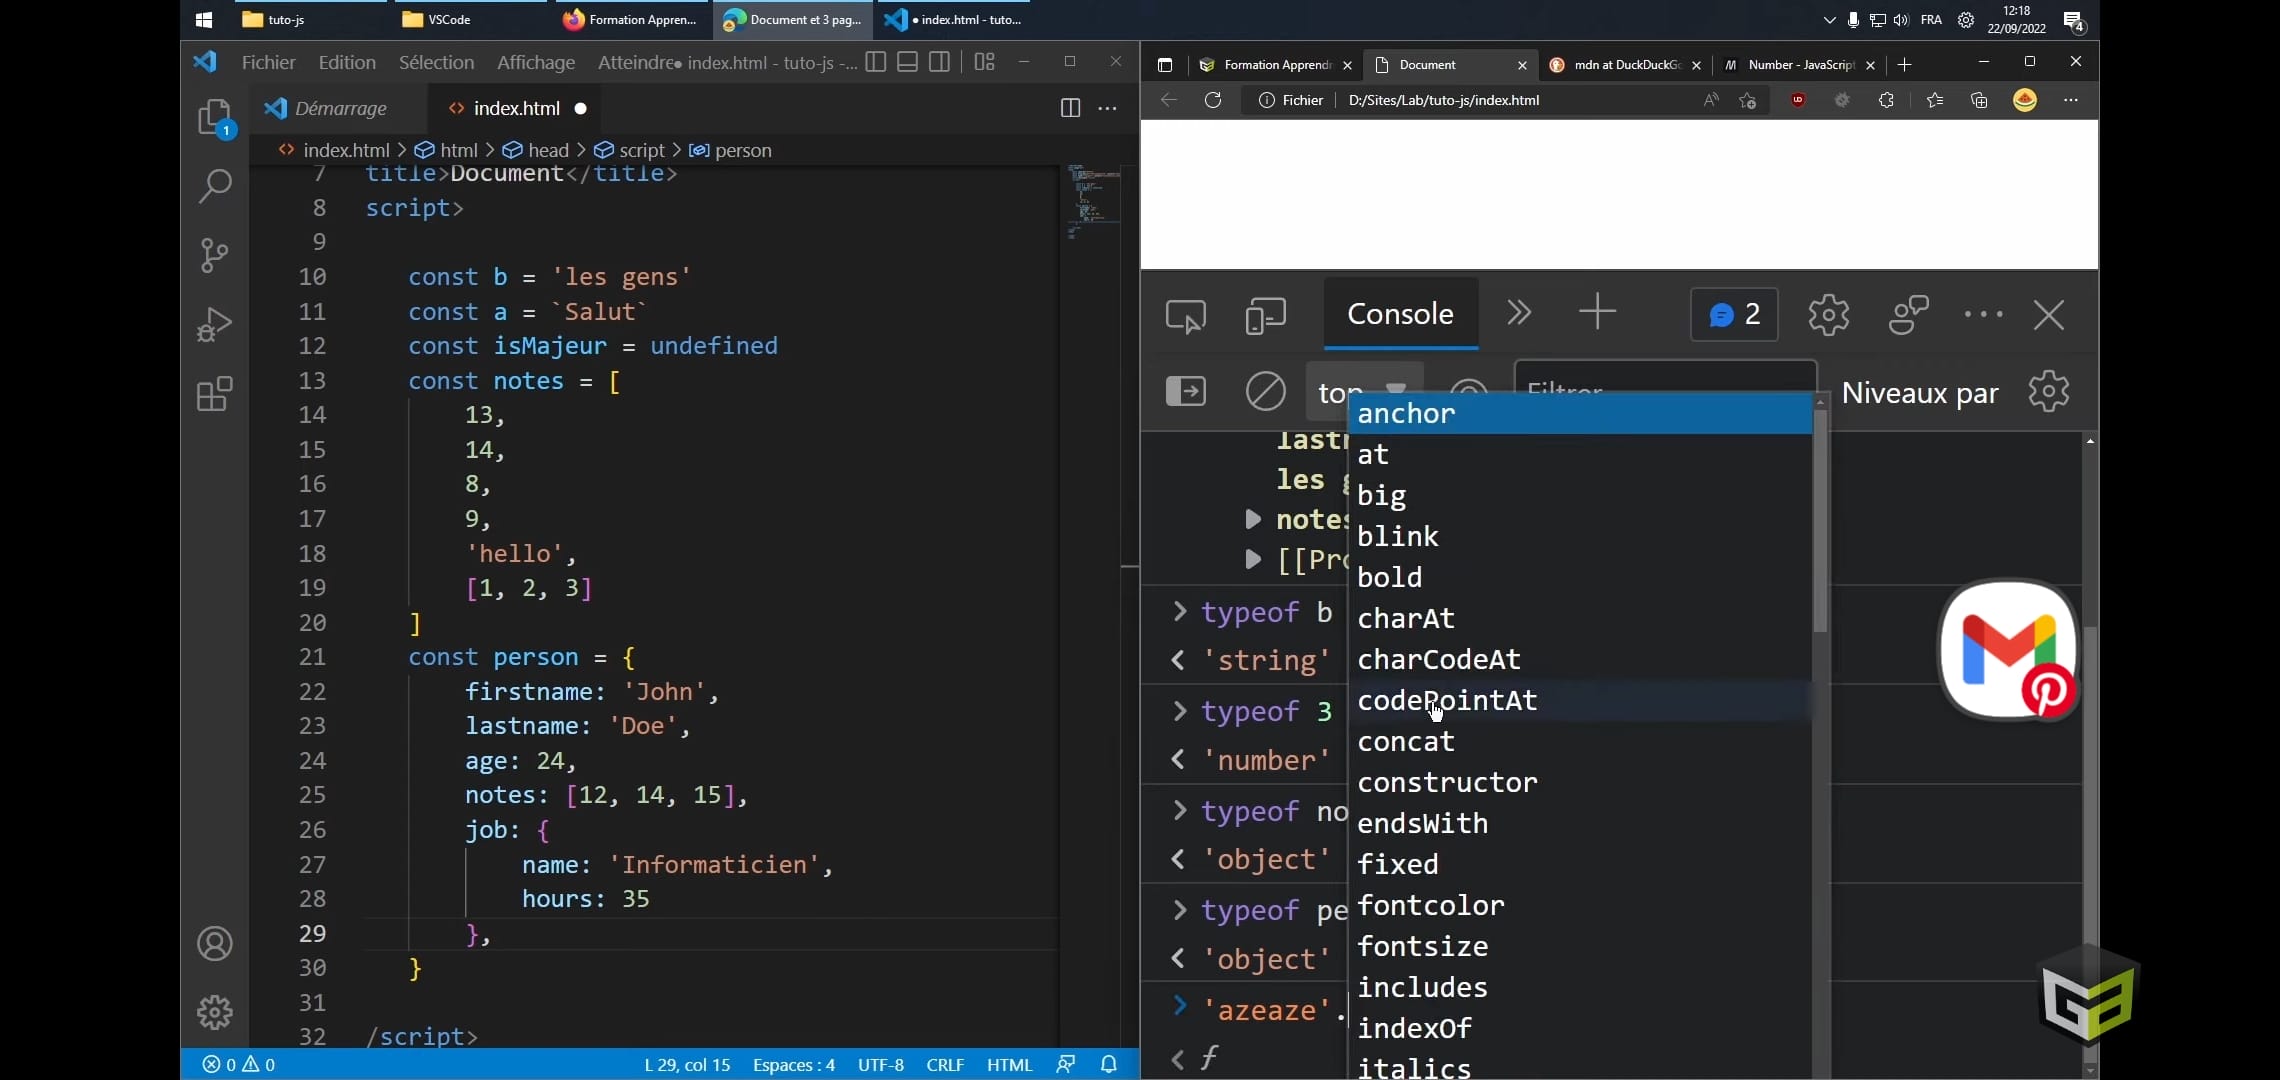 tuto-js
VSCode
Formation Appren...
Document et 3 pag...
● index.html - tuto...
FRA
12:18
22/09/2022
4
Fichier Edition Sélection Affichage Atteindre
● index.html - tuto-js -...
Démarrage
<> index.html ●
1
<> index.html > html > head > script > person
7 title>Document</title>
8 script>
9
10 const b = 'les gens'
11 const a = `Salut`
12 const isMajeur = undefined
13 const notes = [
14 13,
15 14,
16 8,
17 9,
18 'hello',
19 [1, 2, 3]
20 ]
21 const person = {
22 firstname: 'John',
23 lastname: 'Doe',
24 age: 24,
25 notes: [12, 14, 15],
26 job: {
27 name: 'Informaticien',
28 hours: 35
29 },
30 }
31
32 /script>
0 0
L 29, col 15 Espaces : 4 UTF-8 CRLF HTML
Formation Apprendr
Document
mdn at DuckDuckGo
Number - JavaScript
Fichier
D:/Sites/Lab/tuto-js/index.html
Console
2
top
Filtrer
Niveaux par
lastn
les g
notes
[[Pro
> typeof b
< 'string'
> typeof 3
< 'number'
> typeof no
< 'object'
> typeof pe
< 'object'
> 'azeaze'.
< ƒ
anchor
at
big
blink
bold
charAt
charCodeAt
codePointAt
concat
constructor
endsWith
fixed
fontcolor
fontsize
includes
indexOf
italics